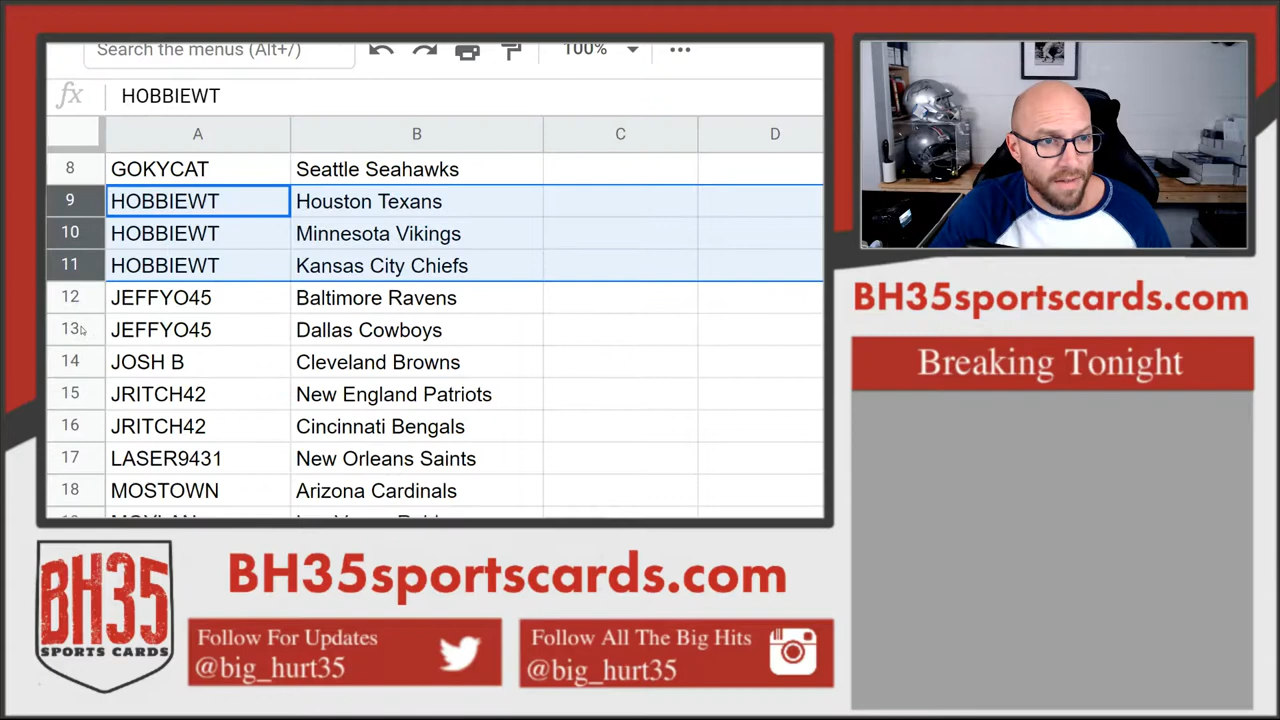 Search the menus (Alt+/)
100%
fx HOBBIEWT
A B C D
8 GOKYCAT Seattle Seahawks
9 HOBBIEWT Houston Texans
10 HOBBIEWT Minnesota Vikings
11 HOBBIEWT Kansas City Chiefs
12 JEFFYO45 Baltimore Ravens
13 JEFFYO45 Dallas Cowboys
14 JOSH B Cleveland Browns
15 JRITCH42 New England Patriots
16 JRITCH42 Cincinnati Bengals
17 LASER9431 New Orleans Saints
18 MOSTOWN Arizona Cardinals
BH35sportscards.com
Breaking Tonight
BH35
SPORTS CARDS
BH35sportscards.com
Follow For Updates
@big_hurt35
Follow All The Big Hits
@big_hurt35